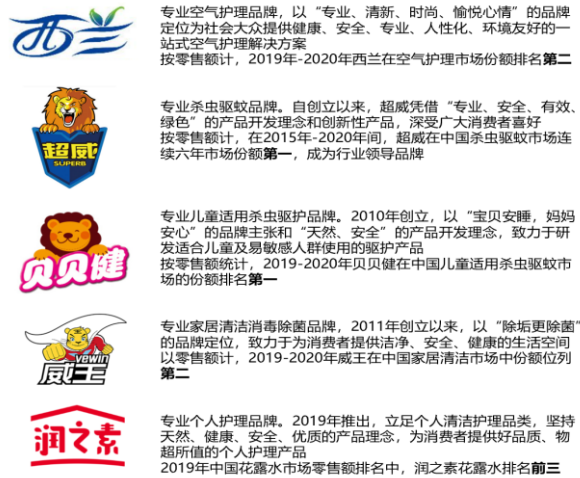 西兰
专业空气护理品牌，以“专业、清新、时尚、愉悦心情”的品牌
定位为社会大众提供健康、安全、专业、人性化、环境友好的一
站式空气护理解决方案
按零售额计，2019年-2020年西兰在空气护理市场份额排名第二
超威
SUPERB
专业杀虫驱蚊品牌。自创立以来，超威凭借“专业、安全、有效、
绿色”的产品开发理念和创新性产品，深受广大消费者喜好
按零售额计，在2015年-2020年间，超威在中国杀虫驱蚊市场连
续六年市场份额第一，成为行业领导品牌
贝贝健
专业儿童适用杀虫驱护品牌。2010年创立，以“宝贝安睡，妈妈
安心”的品牌主张和“天然、安全”的产品开发理念，致力于研
发适合儿童及易敏感人群使用的驱护产品
按零售额统计，2019-2020年贝贝健在中国儿童适用杀虫驱蚊市
场的份额排名第一
vewin
威王
专业家居清洁消毒除菌品牌，2011年创立以来，以“除垢更除菌”
的品牌定位，致力于为消费者提供洁净、安全、健康的生活空间
以零售额计，2019-2020年威王在中国家居清洁市场中份额位列
第二
润之素
专业个人护理品牌。2019年推出，立足个人清洁护理品类，坚持
天然、健康、安全、优质的产品理念，为消费者提供好品质、物
超所值的个人护理产品
2019年中国花露水市场零售额排名中，润之素花露水排名前三